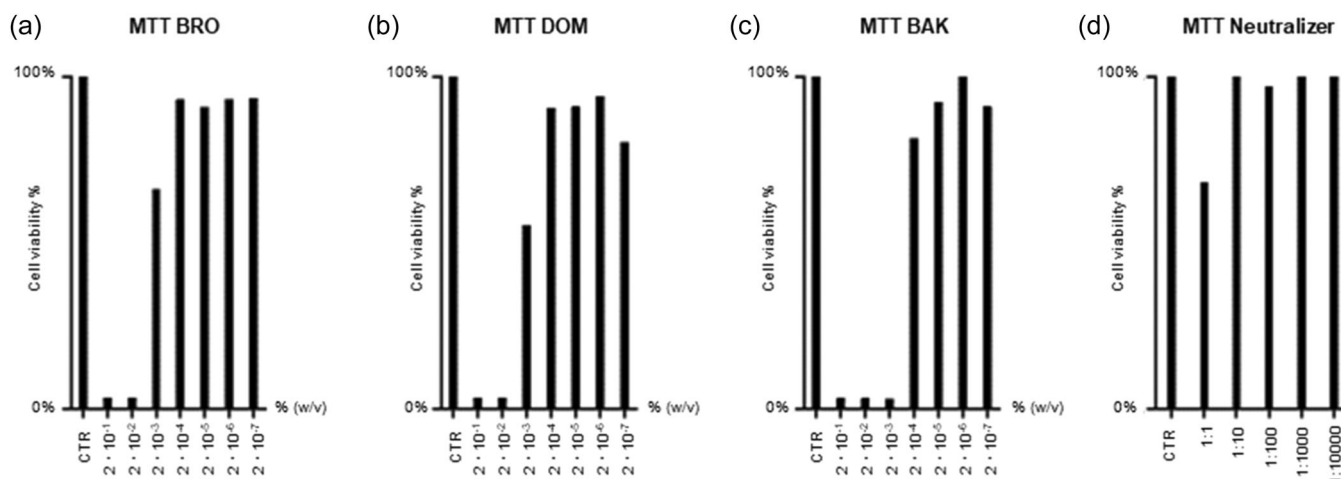 (a) MTT BRO
100%
Cell viability %
0%
% (w/v)
CTR
2 · 10⁻¹
2 · 10⁻²
2 · 10⁻³
2 · 10⁻⁴
2 · 10⁻⁵
2 · 10⁻⁶
2 · 10⁻⁷
(b) MTT DOM
100%
Cell viability %
0%
% (w/v)
CTR
2 · 10⁻¹
2 · 10⁻²
2 · 10⁻³
2 · 10⁻⁴
2 · 10⁻⁵
2 · 10⁻⁶
2 · 10⁻⁷
(c) MTT BAK
100%
Cell viability %
0%
% (w/v)
CTR
2 · 10⁻¹
2 · 10⁻²
2 · 10⁻³
2 · 10⁻⁴
2 · 10⁻⁵
2 · 10⁻⁶
2 · 10⁻⁷
(d) MTT Neutralizer
100%
Cell viability %
0%
CTR
1:1
1:10
1:100
1:1000
1:10000